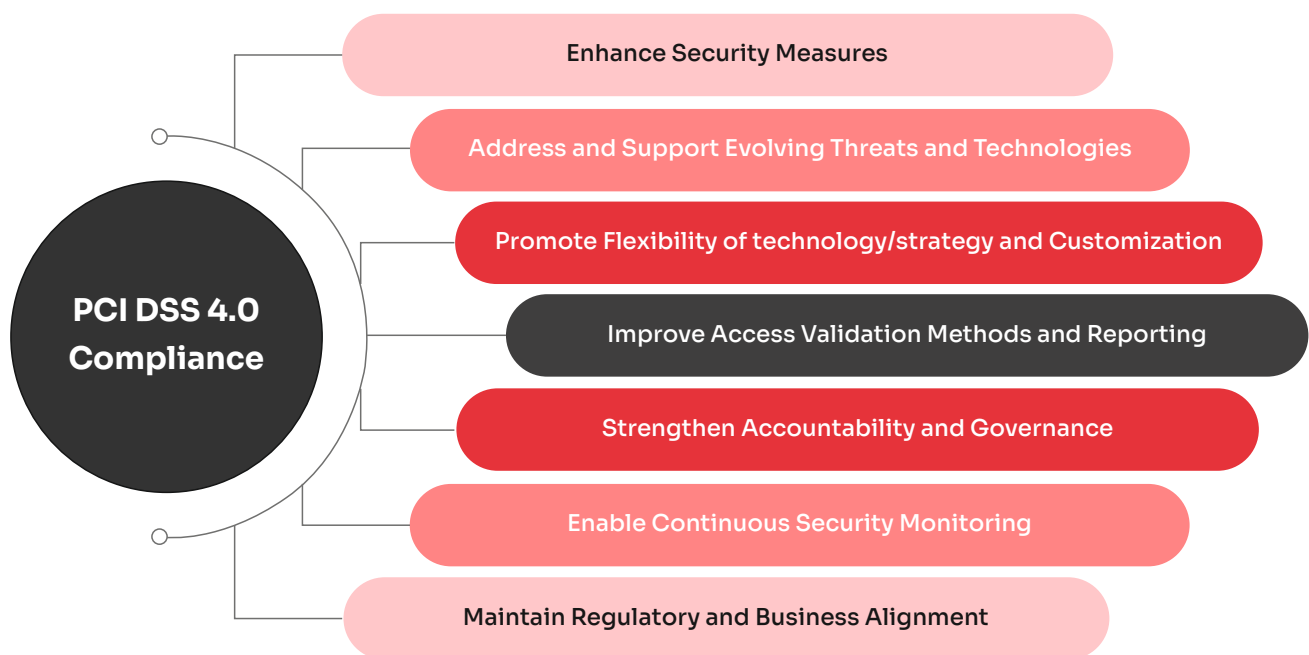 Enhance Security Measures
Address and Support Evolving Threats and Technologies
Promote Flexibility of technology/strategy and Customization
PCI DSS 4.0
Compliance
Improve Access Validation Methods and Reporting
Strengthen Accountability and Governance
Enable Continuous Security Monitoring
Maintain Regulatory and Business Alignment